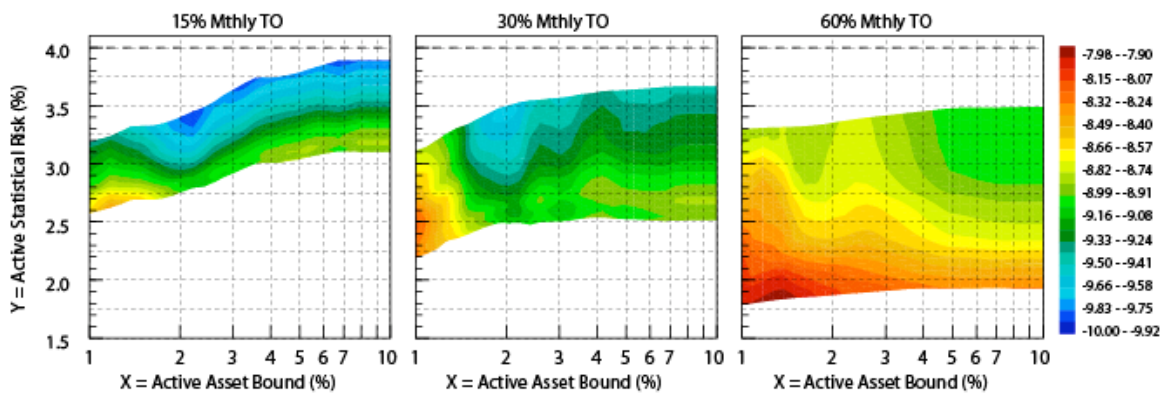 15% Mthly TO
30% Mthly TO
60% Mthly TO
Y = Active Statistical Risk (%)
4.0
3.5
3.0
2.5
2.0
1.5
1 2 3 4 5 6 7 10
1 2 3 4 5 6 7 10
1 2 3 4 5 6 7 10
X = Active Asset Bound (%)
X = Active Asset Bound (%)
X = Active Asset Bound (%)
-7.98 - -7.90
-8.15 - -8.07
-8.32 - -8.24
-8.49 - -8.40
-8.66 - -8.57
-8.82 - -8.74
-8.99 - -8.91
-9.16 - -9.08
-9.33 - -9.24
-9.50 - -9.41
-9.66 - -9.58
-9.83 - -9.75
-10.00 - -9.92